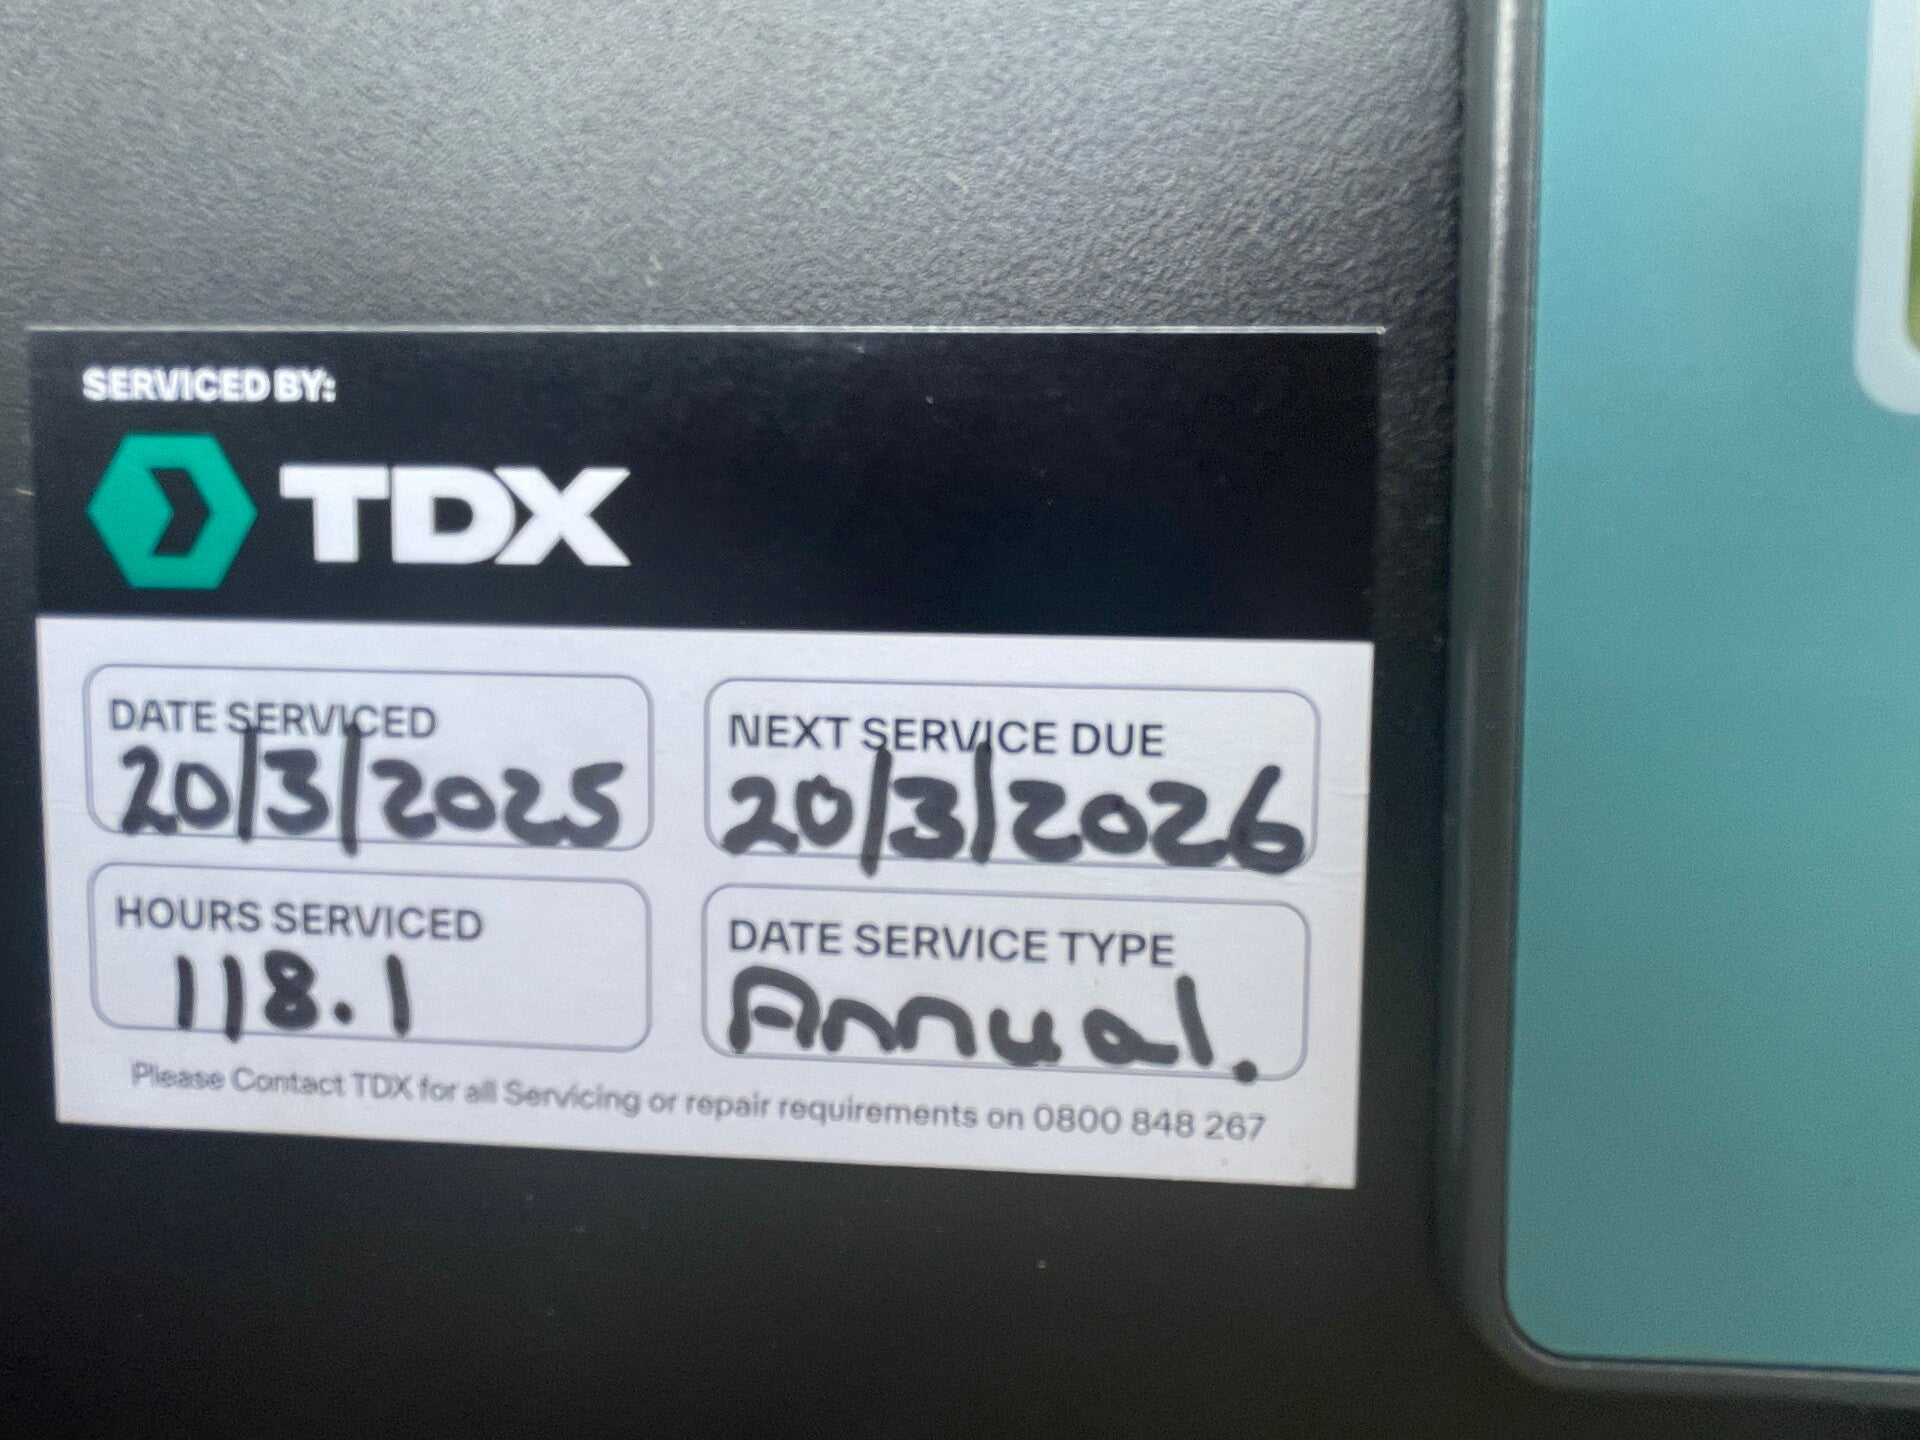 SERVICED BY:
TDX
DATE SERVICED
20/3/2025
NEXT SERVICE DUE
20/3/2026
HOURS SERVICED
118.1
DATE SERVICE TYPE
Annual.
Please Contact TDX for all Servicing or repair requirements on 0800 848 267